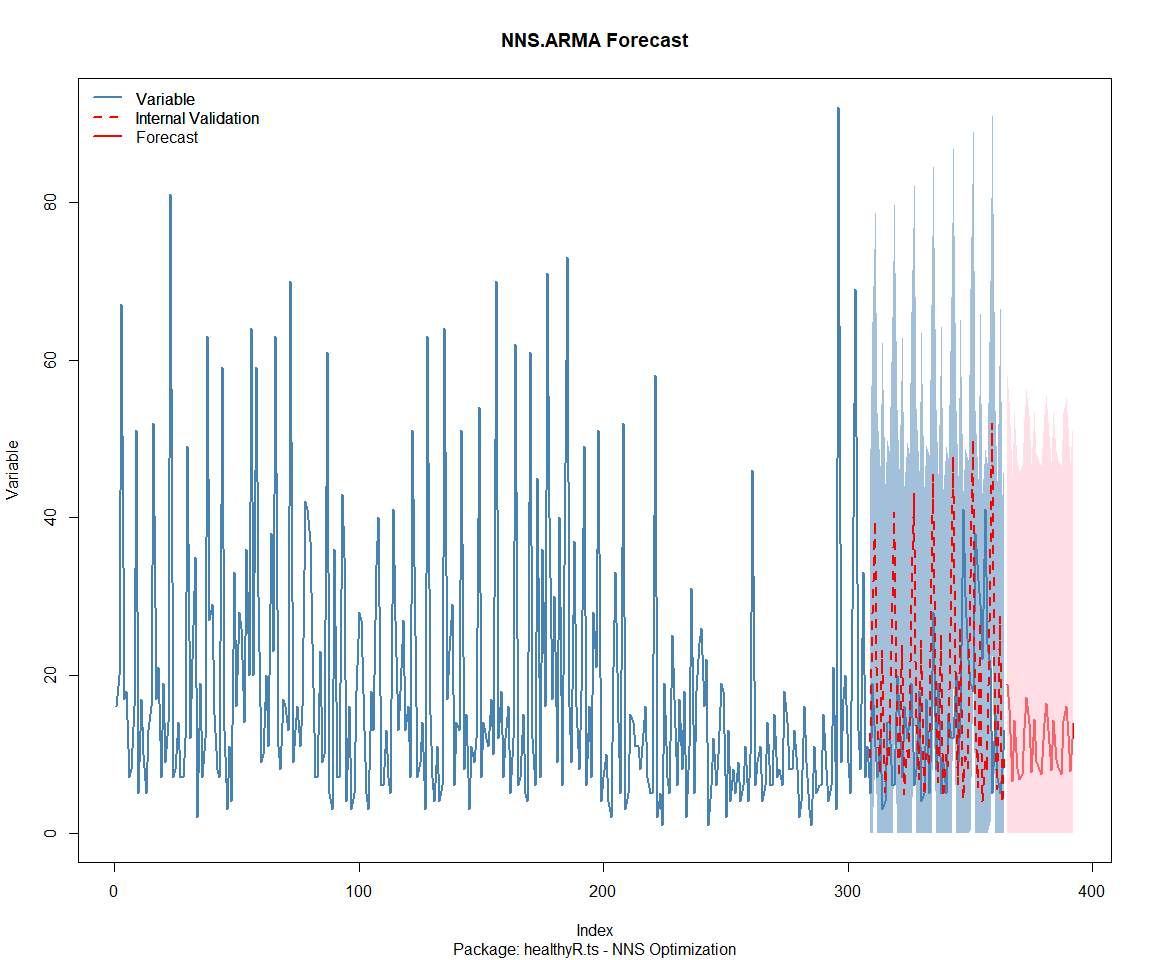 NNS.ARMA Forecast
Variable
Internal Validation
Forecast
Variable
80
60
40
20
0
0 100 200 300 400
Index
Package: healthyR.ts - NNS Optimization